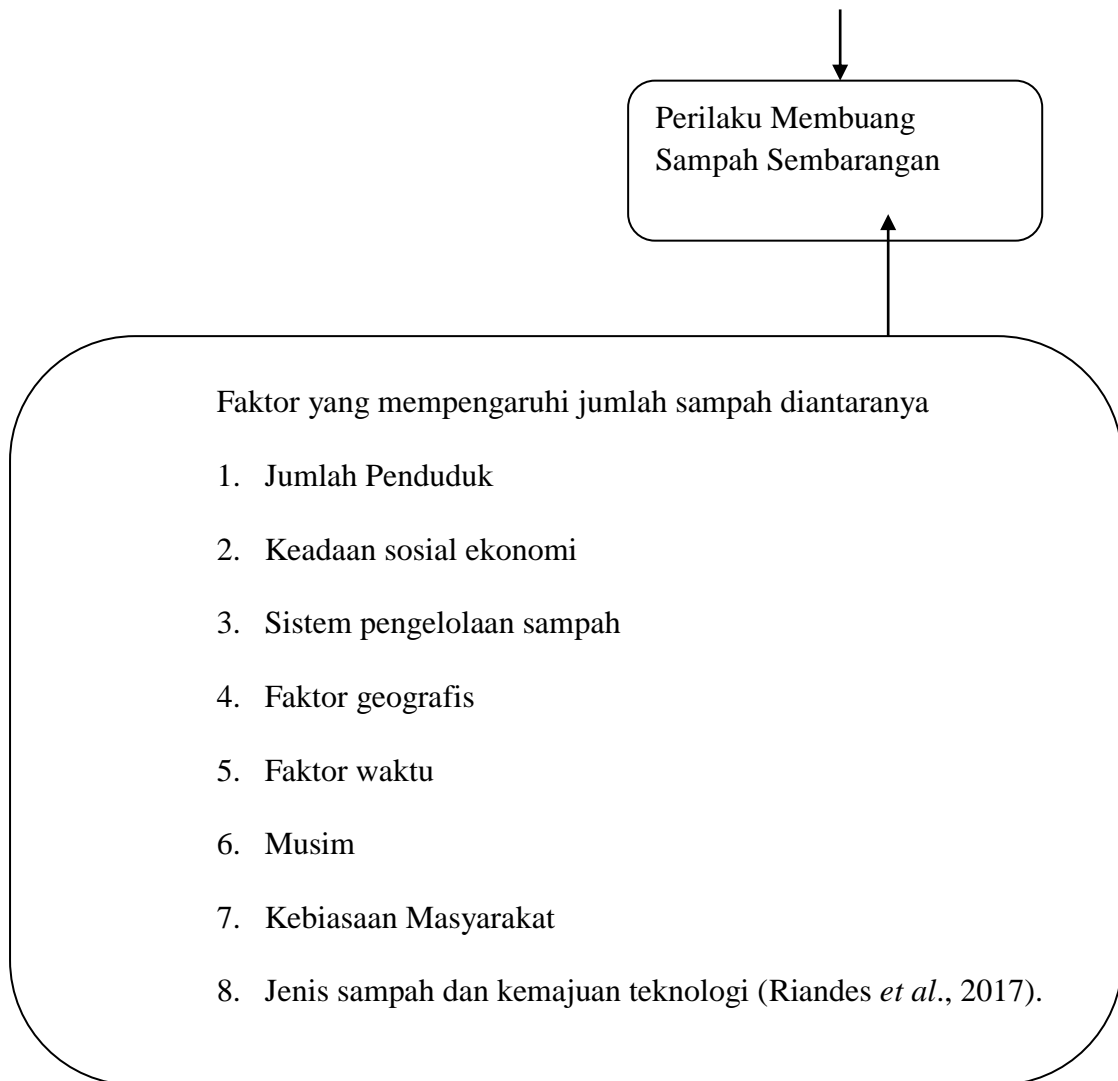 Perilaku Membuang
Sampah Sembarangan
Faktor yang mempengaruhi jumlah sampah diantaranya
1. Jumlah Penduduk
2. Keadaan sosial ekonomi
3. Sistem pengelolaan sampah
4. Faktor geografis
5. Faktor waktu
6. Musim
7. Kebiasaan Masyarakat
8. Jenis sampah dan kemajuan teknologi (Riandes et al., 2017).